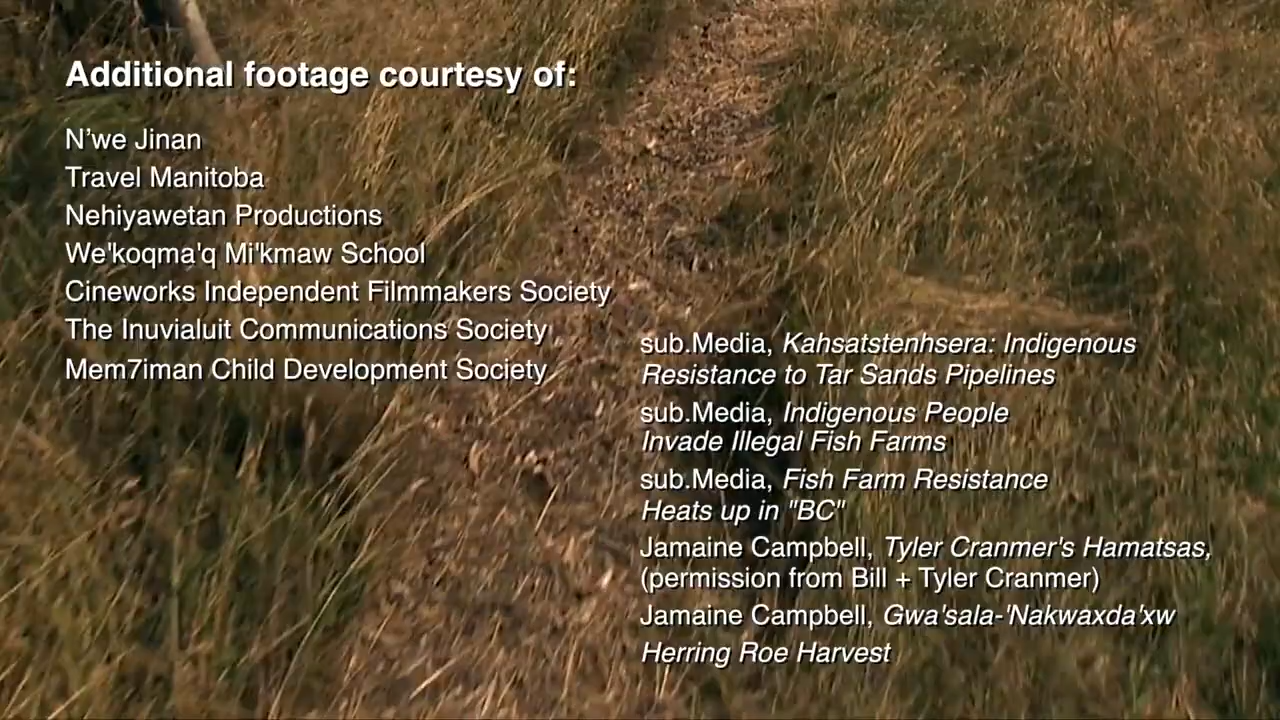 Additional footage courtesy of:
N'we Jinan
Travel Manitoba
Nehiyawetan Productions
We'koqma'q Mi'kmaw School
Cineworks Independent Filmmakers Society
The Inuvialuit Communications Society
Mem7iman Child Development Society
sub.Media, Kahsatstenhsera: Indigenous
Resistance to Tar Sands Pipelines
sub.Media, Indigenous People
Invade Illegal Fish Farms
sub.Media, Fish Farm Resistance
Heats up in "BC"
Jamaine Campbell, Tyler Cranmer's Hamatsas,
(permission from Bill + Tyler Cranmer)
Jamaine Campbell, Gwa'sala-'Nakwaxda'xw
Herring Roe Harvest